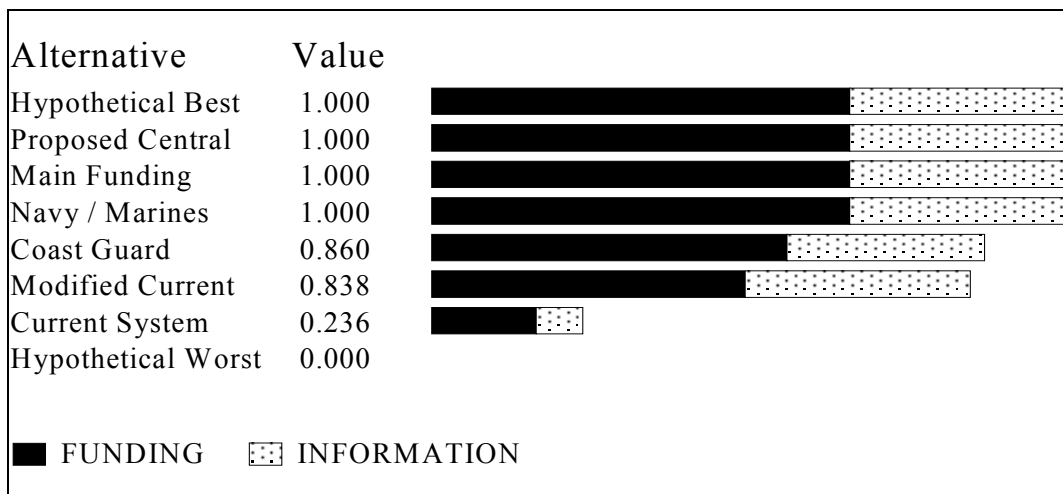 Alternative Value
Hypothetical Best 1.000
Proposed Central 1.000
Main Funding 1.000
Navy / Marines 1.000
Coast Guard 0.860
Modified Current 0.838
Current System 0.236
Hypothetical Worst 0.000
FUNDING INFORMATION